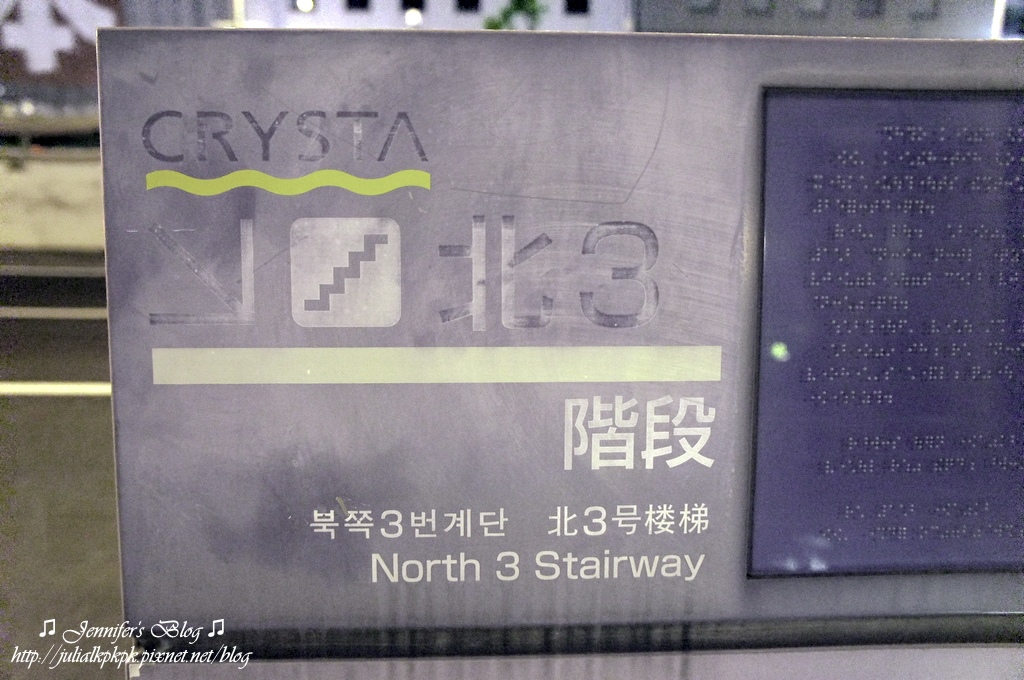 CRYSTA
北3
階段
북쪽3번계단 北3号楼梯
North 3 Stairway
♫ Jennifer's Blog ♫
http://julialkpkpk.pixnet.net/blog